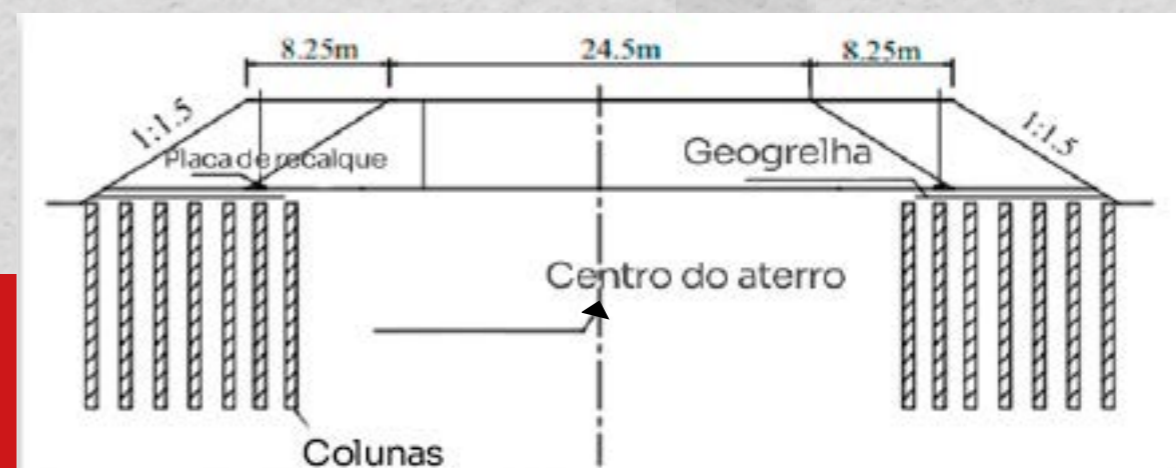 8.25m 24.5m 8.25m
1:1.5 1:1.5
Placa de recalque Geogrelha
Centro do aterro
Colunas